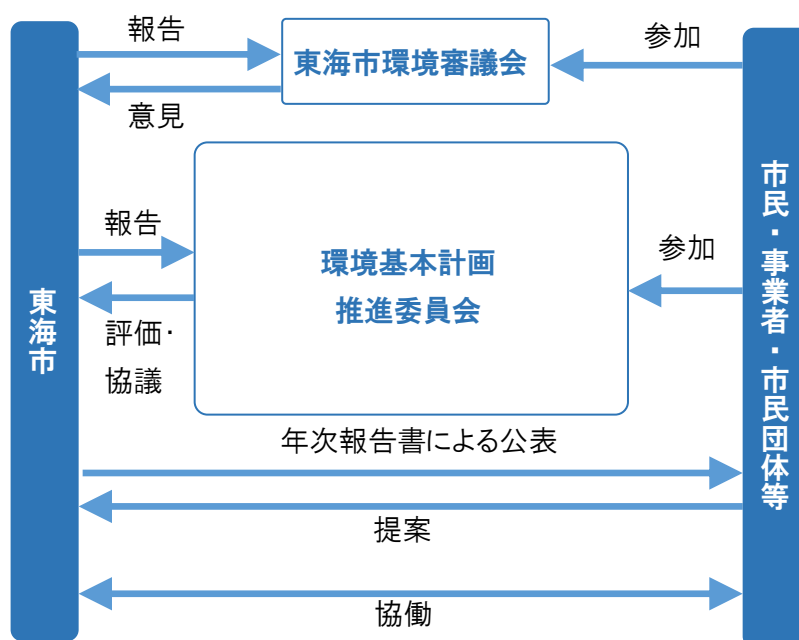 報告
東海市環境審議会
参加
意見
報告
環境基本計画
推進委員会
参加
評価・
協議
東海市
市民・事業者・市民団体等
年次報告書による公表
提案
協働